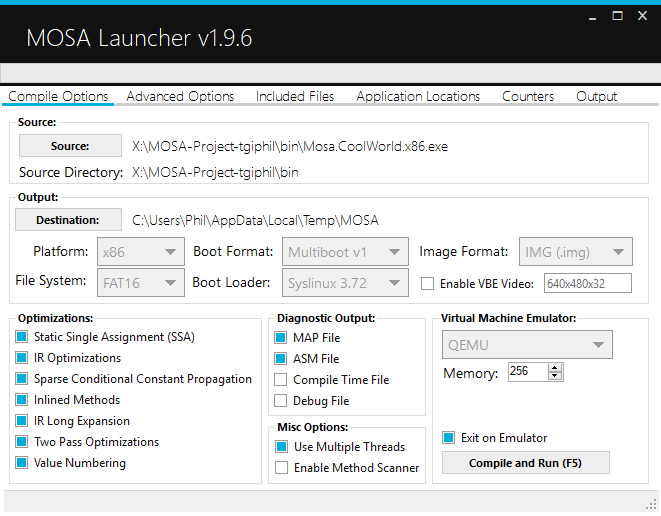 MOSA Launcher v1.9.6
Compile Options Advanced Options Included Files Application Locations Counters Output
Source:
Source: X:\MOSA-Project-tgiphil\bin\Mosa.CoolWorld.x86.exe
Source Directory: X:\MOSA-Project-tgiphil\bin
Output:
Destination: C:\Users\Phil\AppData\Local\Temp\MOSA
Platform: x86 Boot Format: Multiboot v1 Image Format: IMG (.img)
File System: FAT16 Boot Loader: Syslinux 3.72 Enable VBE Video: 640x480x32
Optimizations:
Static Single Assignment (SSA)
IR Optimizations
Sparse Conditional Constant Propagation
Inlined Methods
IR Long Expansion
Two Pass Optimizations
Value Numbering
Diagnostic Output:
MAP File
ASM File
Compile Time File
Debug File
Misc Options:
Use Multiple Threads
Enable Method Scanner
Virtual Machine Emulator:
QEMU
Memory: 256
Exit on Emulator
Compile and Run (F5)